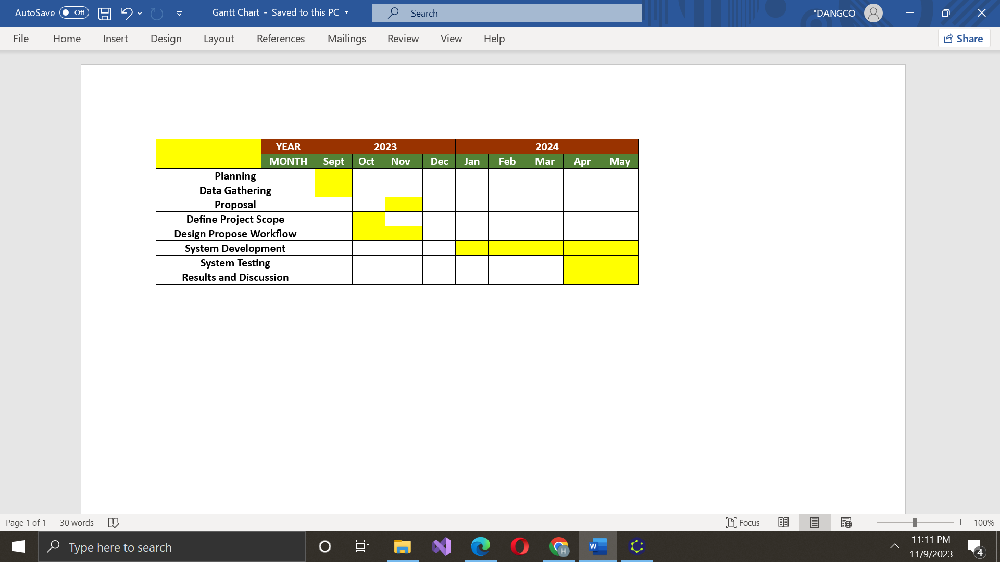 AutoSave Off Gantt Chart - Saved to this PC Search "DANGCO
File Home Insert Design Layout References Mailings Review View Help Share
YEAR 2023 2024
MONTH Sept Oct Nov Dec Jan Feb Mar Apr May
Planning
Data Gathering
Proposal
Define Project Scope
Design Propose Workflow
System Development
System Testing
Results and Discussion
Page 1 of 1 30 words Focus 100%
Type here to search H W 11:11 PM
11/9/2023 4